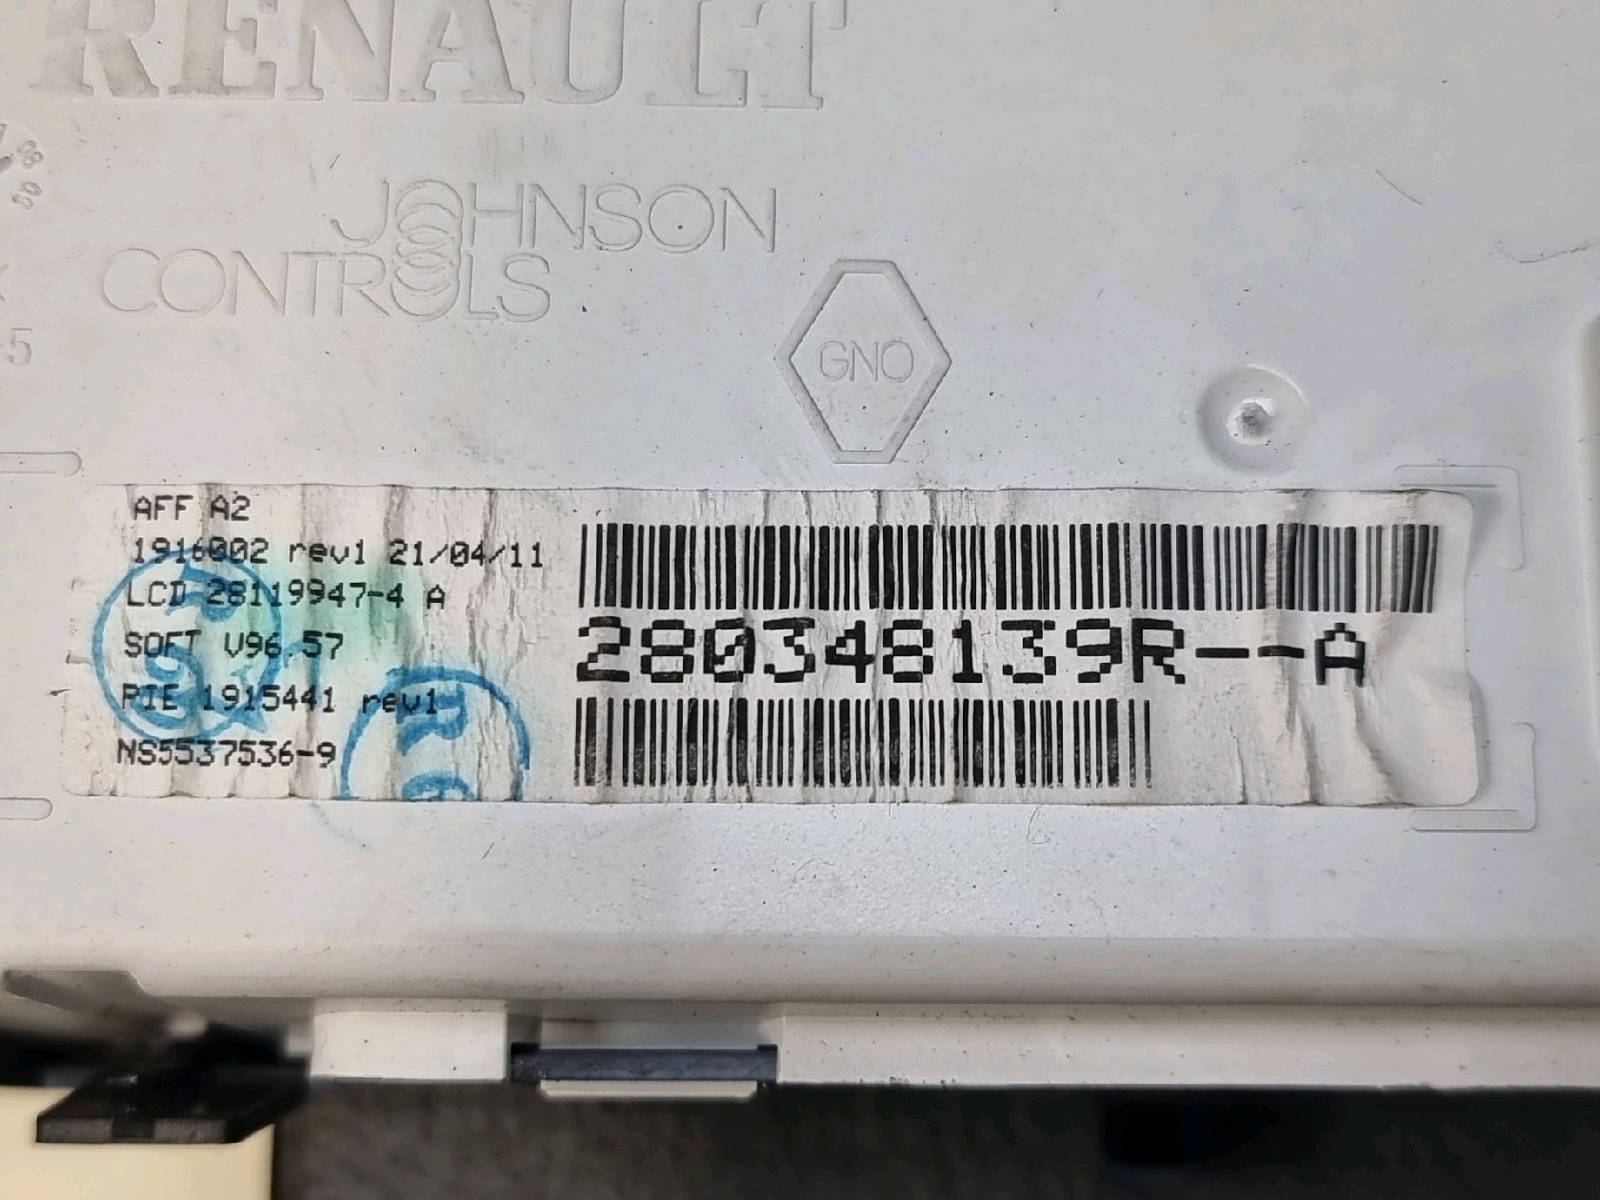 RENAULT
JOHNSON
CONTROLS
GNO
5
AFF A2
1916002 rev1 21/04/11
LCD 28119947-4 A
SOFT V96.57
PIE 1915441 rev1
NS5537536-9
280348139R--A